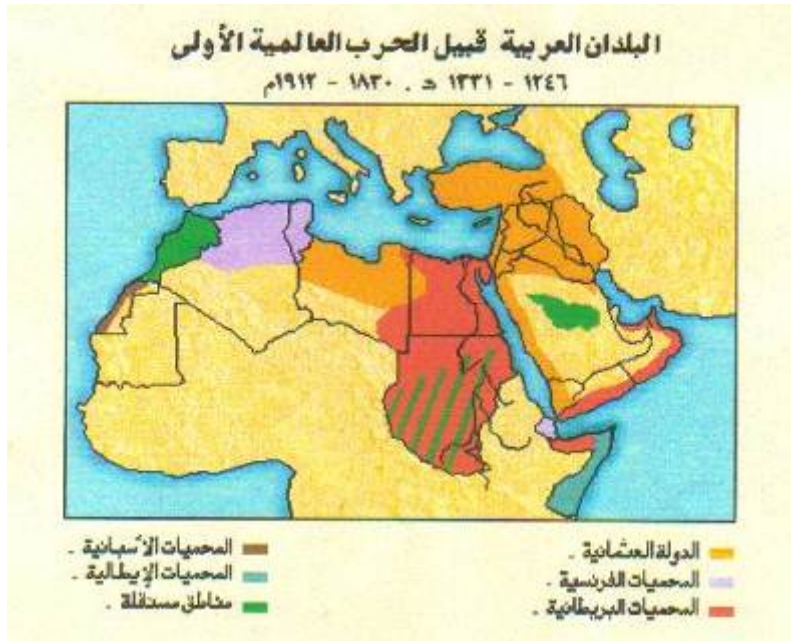 البلدان العربية قبيل الحرب العالمية الأولى
١٢٤٦ - ١٣٣١ هـ . ١٨٣٠ - ١٩١٢م
الدولة العثمانية .
المحميات الفرنسية .
المحميات البريطانية .
المحميات الأسبانية .
المحميات الإيطالية .
مناطق مستقلة .